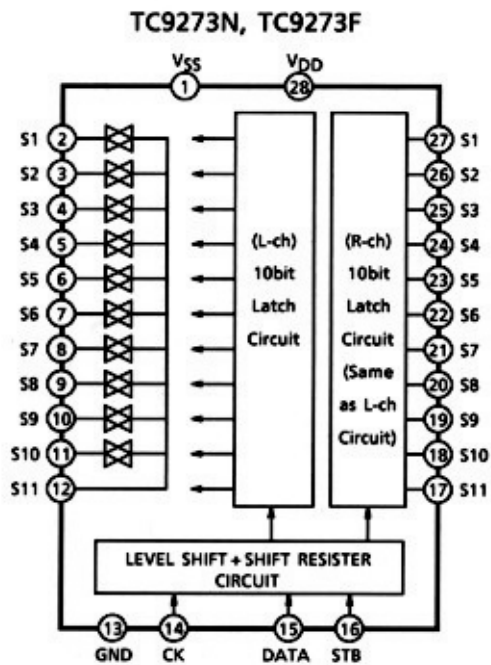 TC9273N, TC9273F
VSS VDD
1 28
S1 2 27 S1
S2 3 26 S2
S3 4 25 S3
S4 5 24 S4
S5 6 23 S5
S6 7 22 S6
S7 8 21 S7
S8 9 20 S8
S9 10 19 S9
S10 11 18 S10
S11 12 17 S11
(L-ch)
10bit
Latch
Circuit
(R-ch)
10bit
Latch
Circuit
(Same
as L-ch
Circuit)
LEVEL SHIFT + SHIFT RESISTER
CIRCUIT
13 14 15 16
GND CK DATA STB